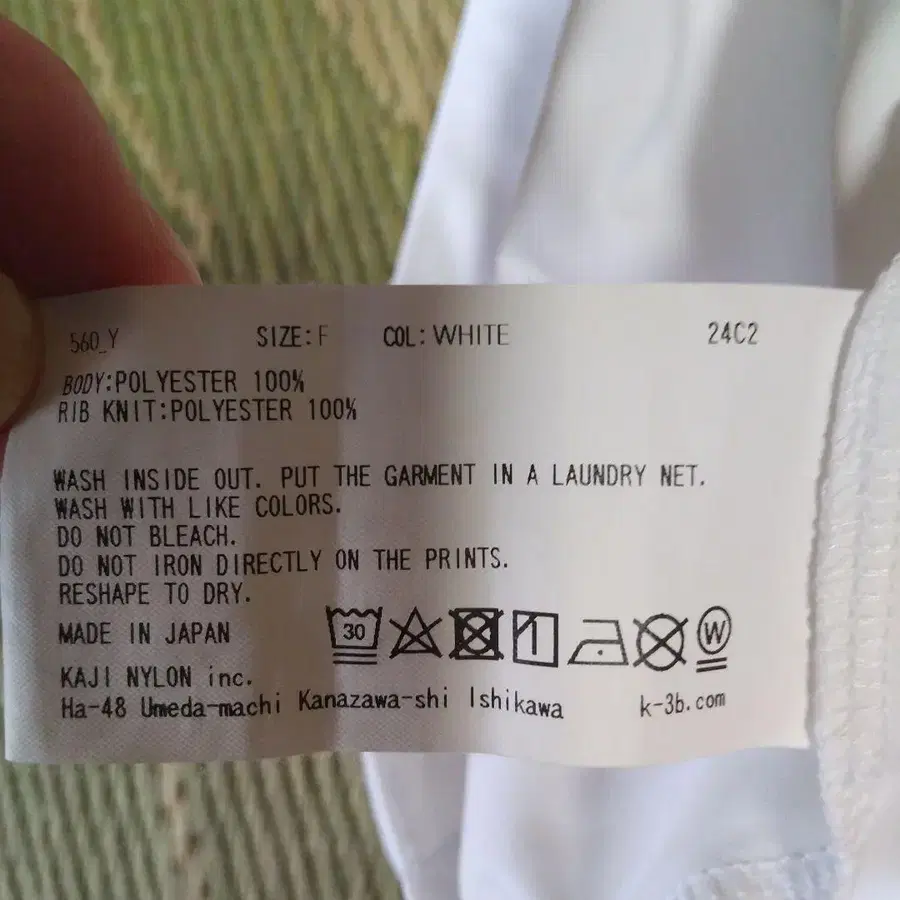 560_Y SIZE:F COL:WHITE 24C2
BODY:POLYESTER 100%
RIB KNIT:POLYESTER 100%
WASH INSIDE OUT. PUT THE GARMENT IN A LAUNDRY NET.
WASH WITH LIKE COLORS.
DO NOT BLEACH.
DO NOT IRON DIRECTLY ON THE PRINTS.
RESHAPE TO DRY.
30 W
MADE IN JAPAN
KAJI NYLON inc.
Ha-48 Umeda-machi Kanazawa-shi Ishikawa k-3b.com